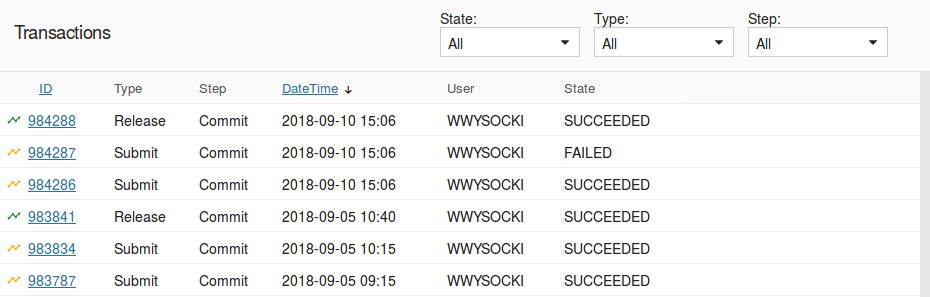 Transactions
State: Type: Step:
All All All
ID Type Step DateTime User State
984288 Release Commit 2018-09-10 15:06 WWYSOCKI SUCCEEDED
984287 Submit Commit 2018-09-10 15:06 WWYSOCKI FAILED
984286 Submit Commit 2018-09-10 15:06 WWYSOCKI SUCCEEDED
983841 Release Commit 2018-09-05 10:40 WWYSOCKI SUCCEEDED
983834 Submit Commit 2018-09-05 10:15 WWYSOCKI SUCCEEDED
983787 Submit Commit 2018-09-05 09:15 WWYSOCKI SUCCEEDED